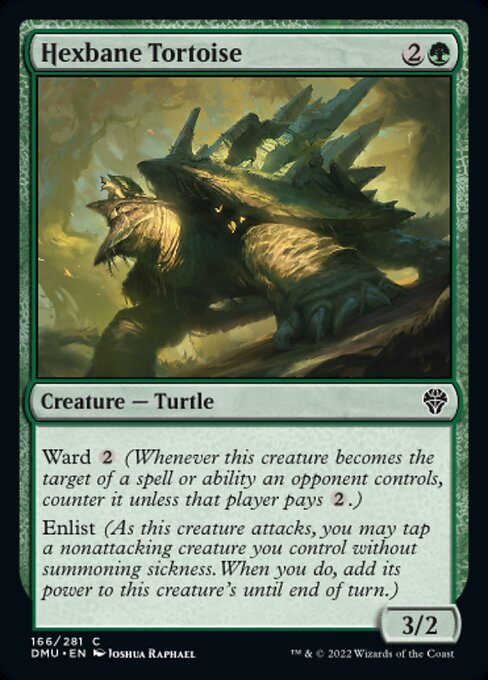 Hexbane Tortoise 2
Creature — Turtle
Ward 2 (Whenever this creature becomes the
target of a spell or ability an opponent controls,
counter it unless that player pays 2.)
Enlist (As this creature attacks, you may tap
a nonattacking creature you control without
summoning sickness. When you do, add its
power to this creature's until end of turn.)
3/2
166/281 C
DMU • EN Joshua Raphael
™ & © 2022 Wizards of the Coast